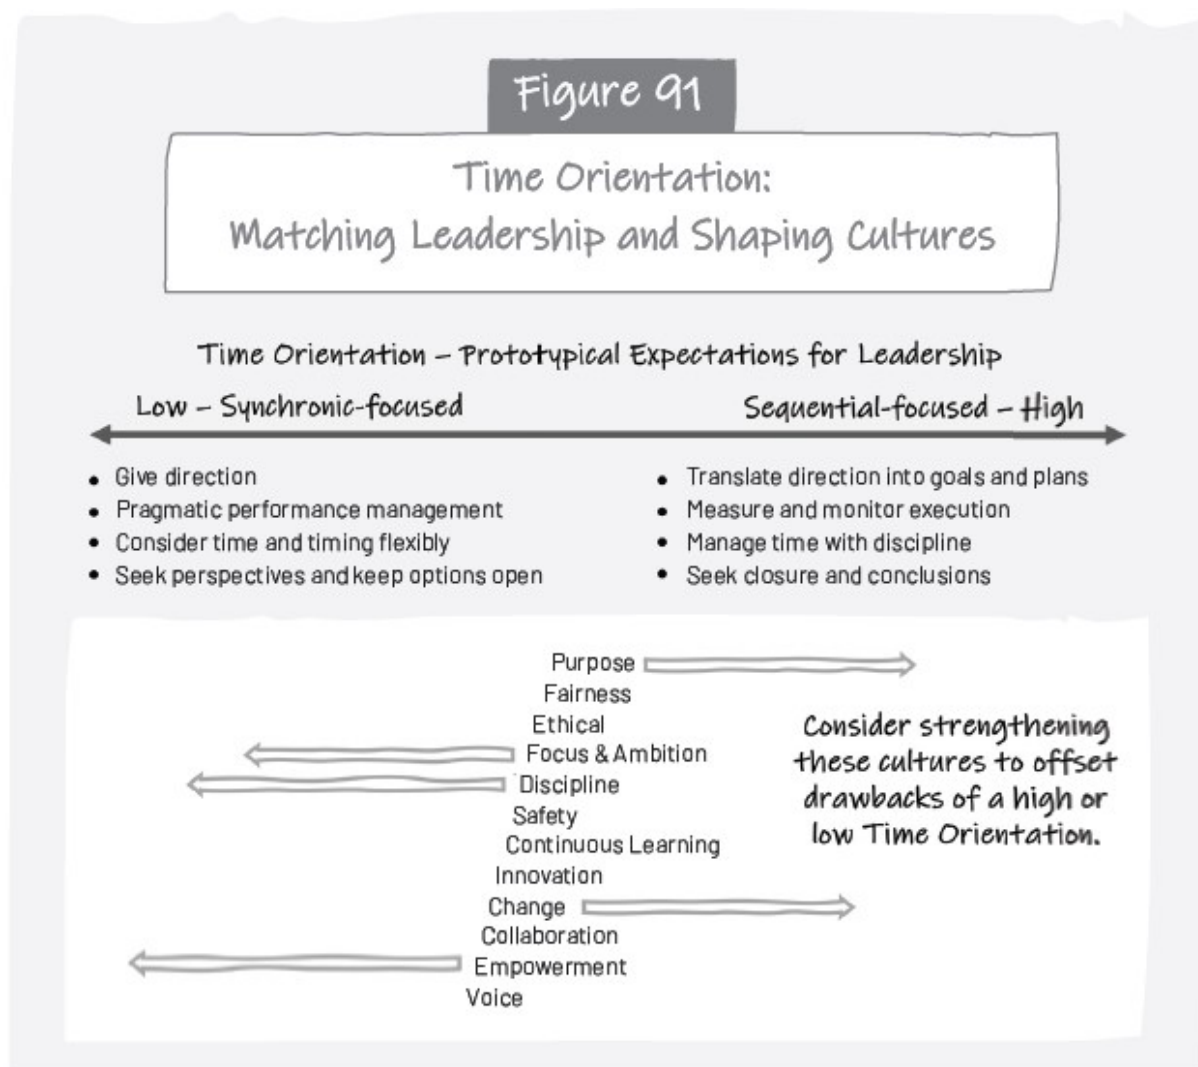 Figure 91
Time Orientation:
Matching Leadership and Shaping Cultures
Time Orientation – Prototypical Expectations for Leadership
Low – Synchronic-focused
Sequential-focused – High
• Give direction
• Pragmatic performance management
• Consider time and timing flexibly
• Seek perspectives and keep options open
• Translate direction into goals and plans
• Measure and monitor execution
• Manage time with discipline
• Seek closure and conclusions
Purpose
Fairness
Ethical
Focus & Ambition
Discipline
Safety
Continuous Learning
Innovation
Change
Collaboration
Empowerment
Voice
Consider strengthening
these cultures to offset
drawbacks of a high or
low Time Orientation.